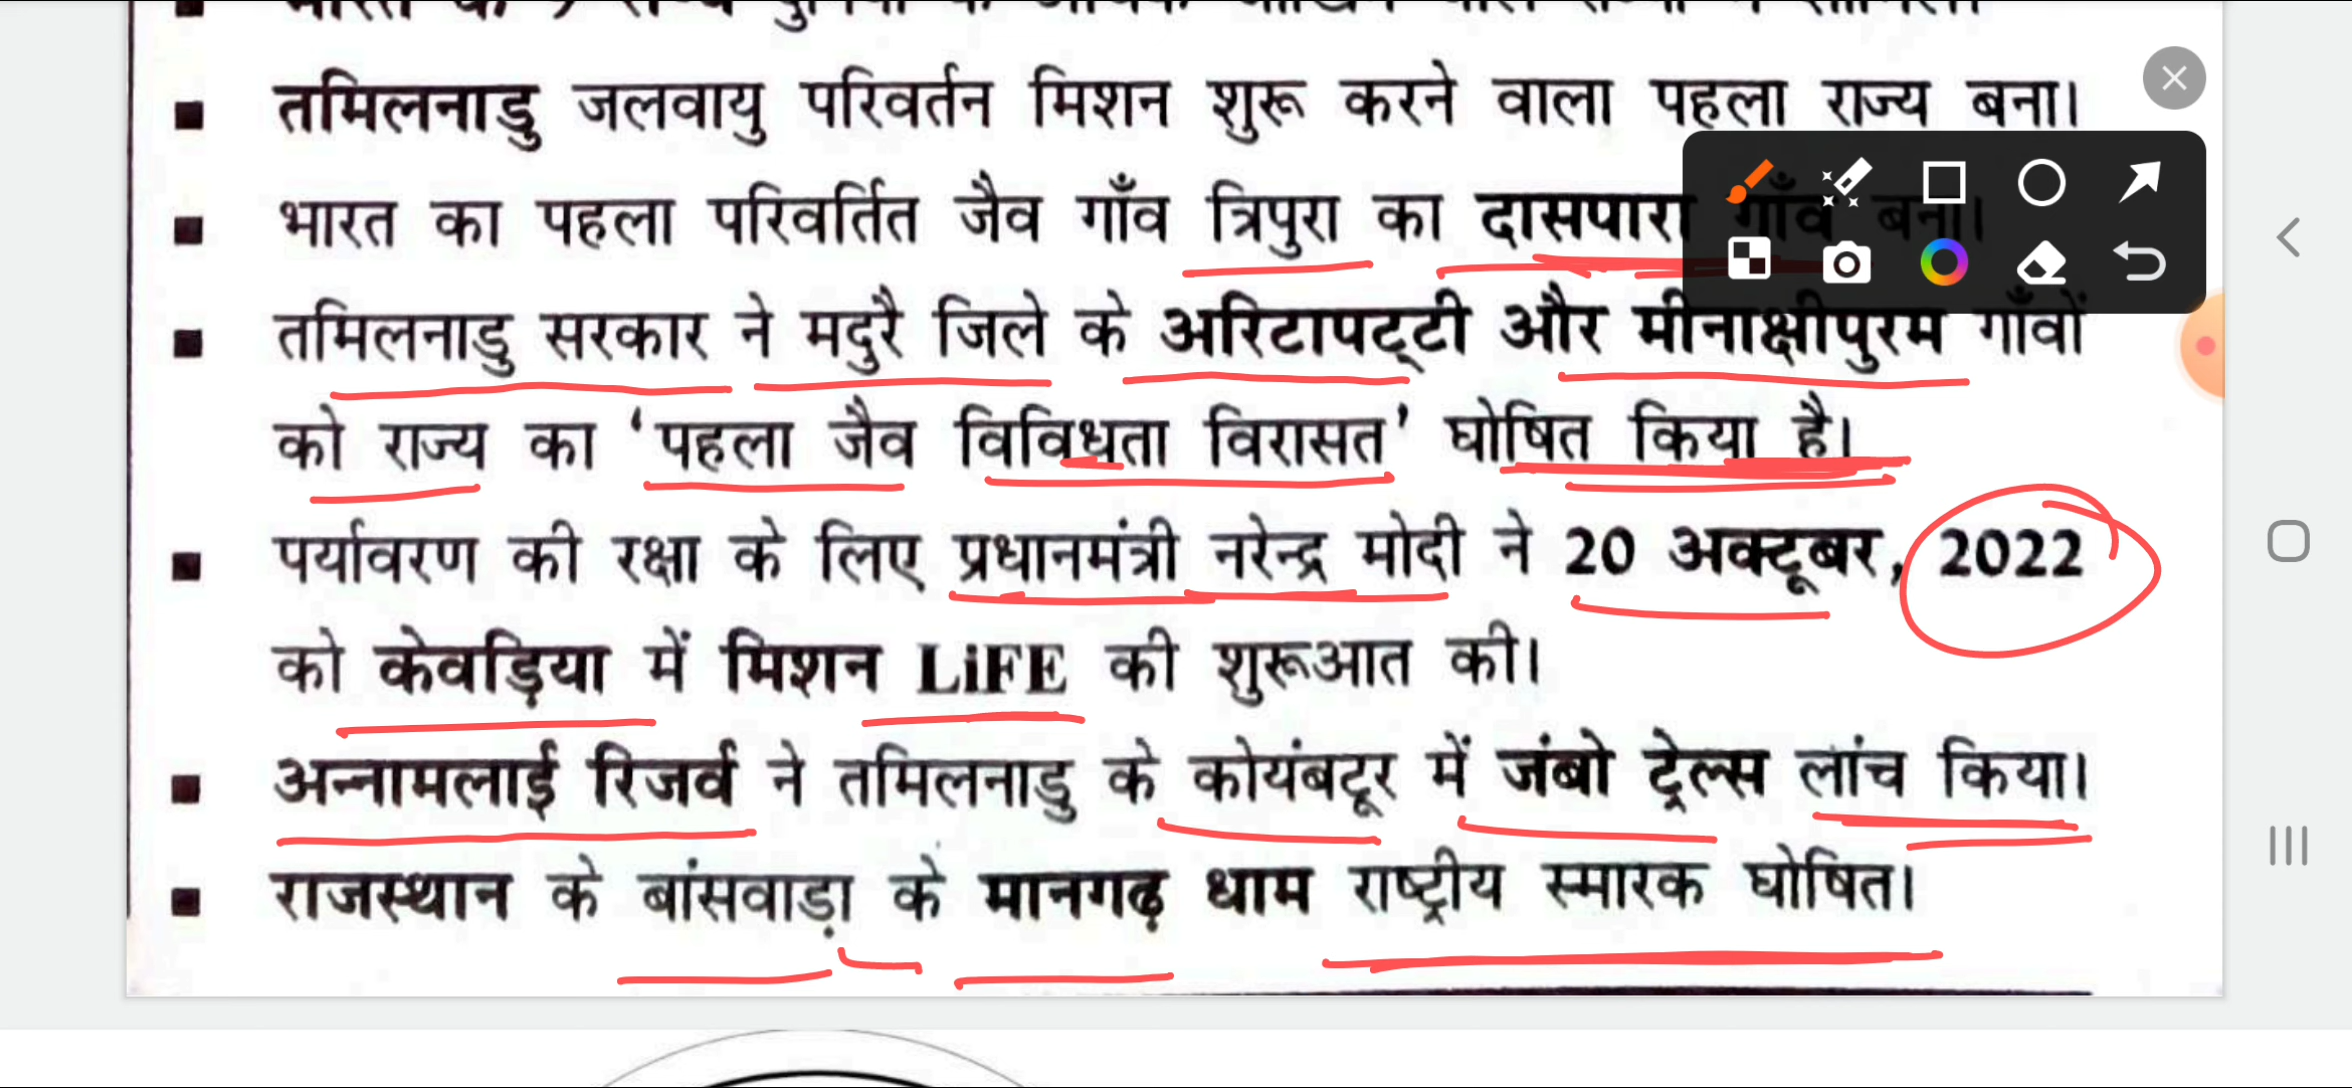 तमिलनाडु जलवायु परिवर्तन मिशन शुरू करने वाला पहला राज्य बना।
भारत का पहला परिवर्तित जैव गाँव त्रिपुरा का दासपारा गाँव बना।
तमिलनाडु सरकार ने मदुरै जिले के अरिटापट्टी और मीनाक्षीपुरम गाँवों
को राज्य का ‘पहला जैव विविधता विरासत’ घोषित किया है।
पर्यावरण की रक्षा के लिए प्रधानमंत्री नरेन्द्र मोदी ने 20 अक्टूबर, 2022
को केवड़िया में मिशन LiFE की शुरूआत की।
अन्नामलाई रिजर्व ने तमिलनाडु के कोयंबटूर में जंबो ट्रेल्स लांच किया।
राजस्थान के बांसवाड़ा के मानगढ़ धाम राष्ट्रीय स्मारक घोषित।